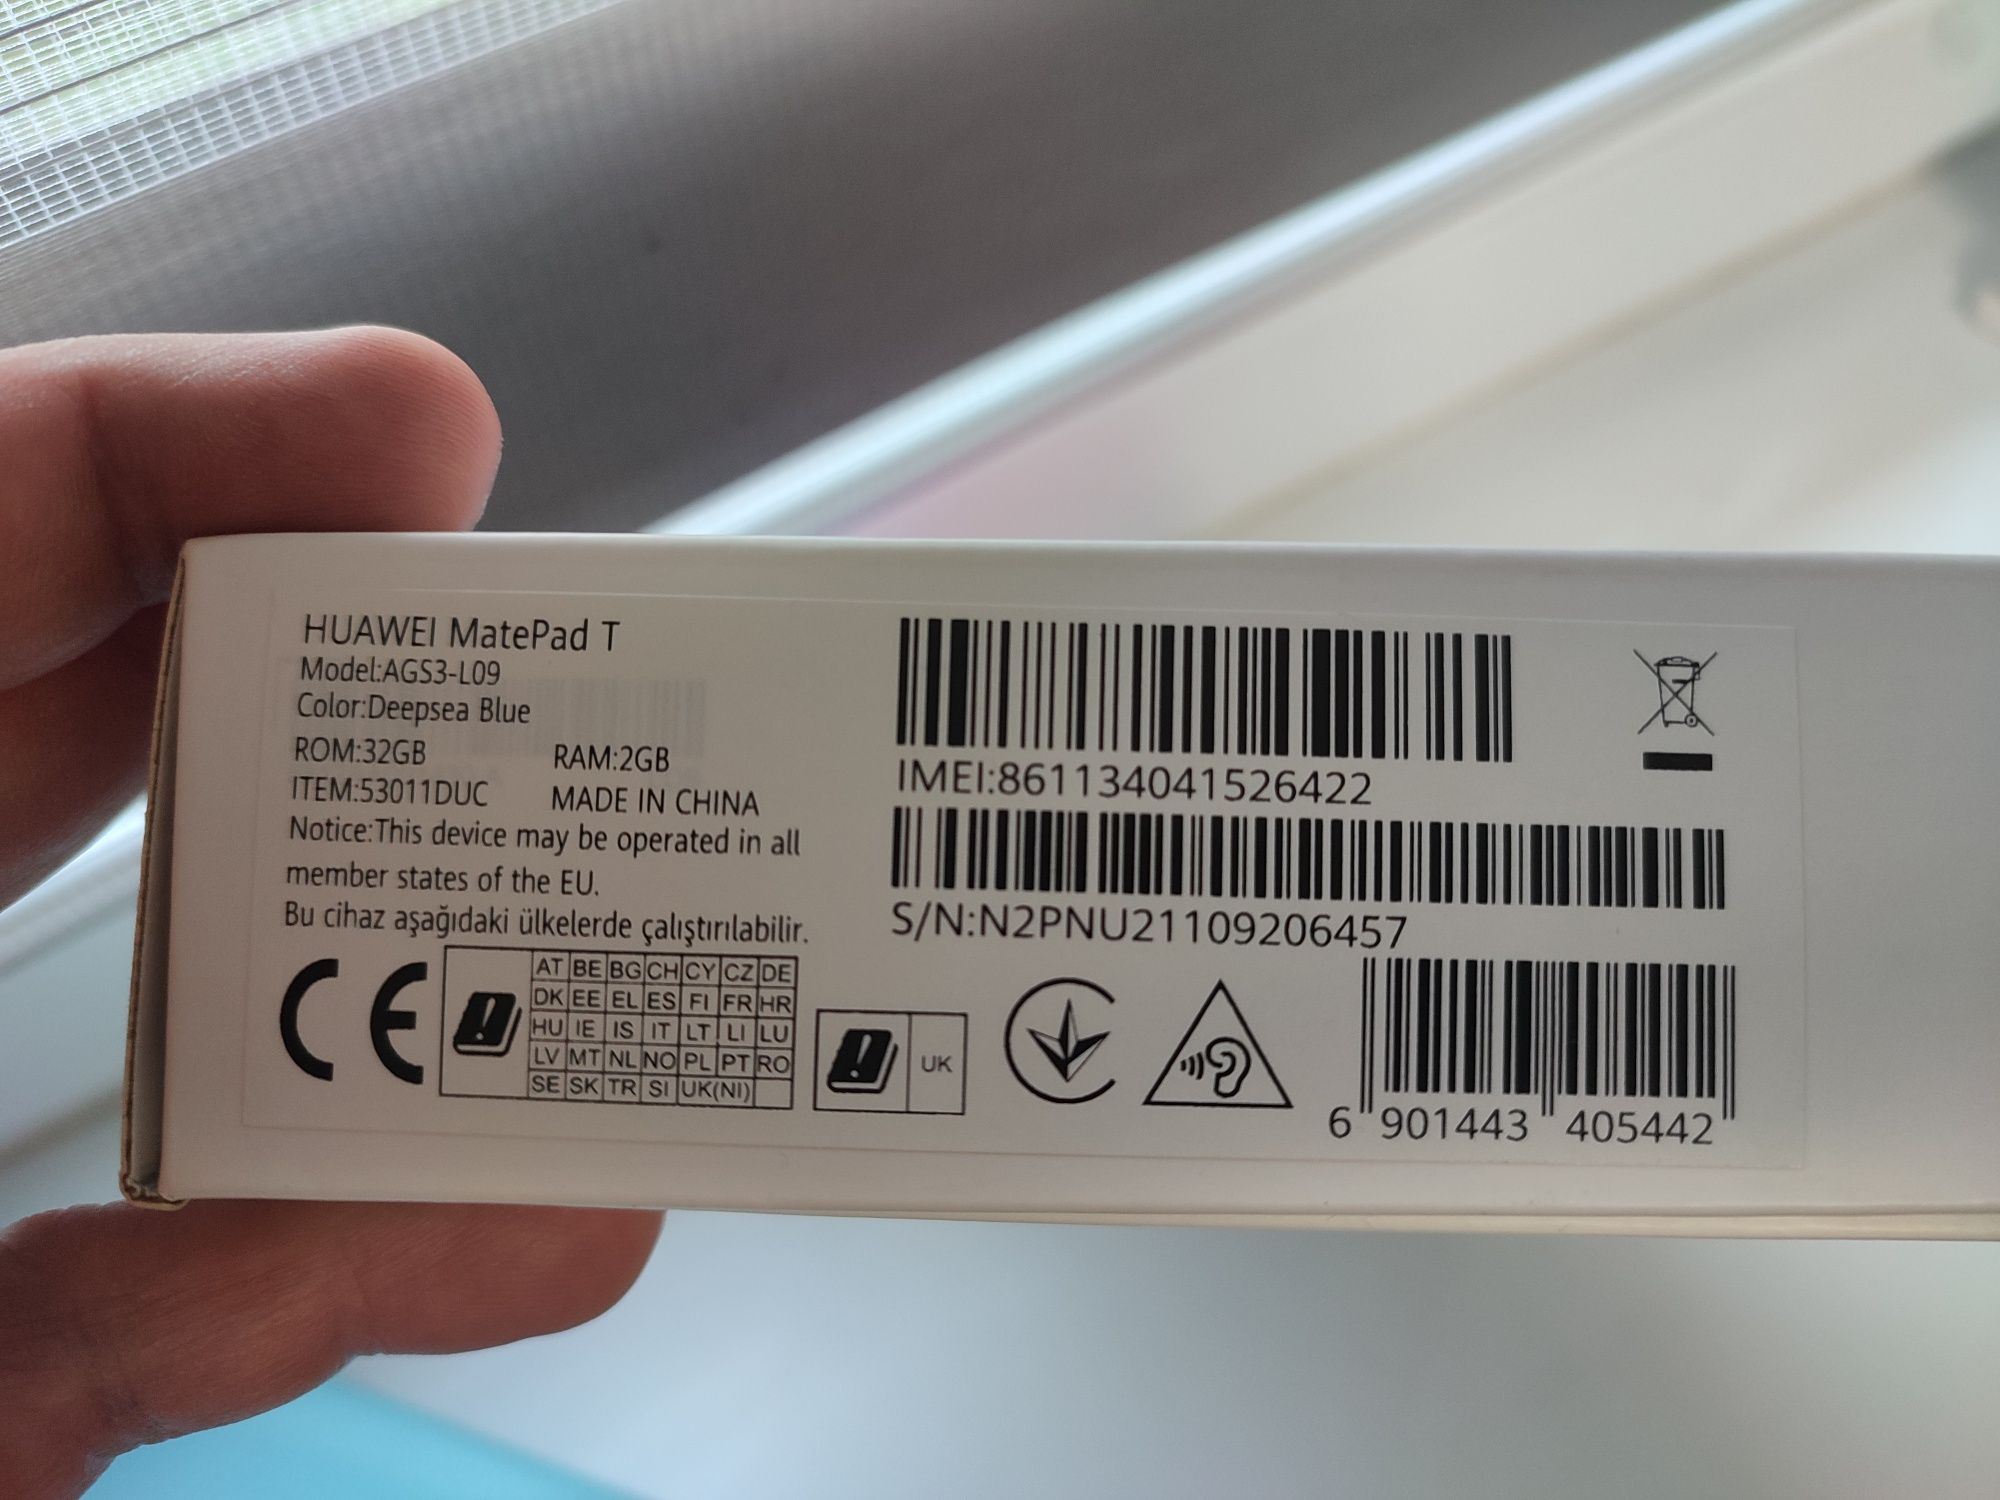 HUAWEI MatePad T
Model:AGS3-L09
Color:Deepsea Blue
ROM:32GB RAM:2GB
ITEM:53011DUC MADE IN CHINA
Notice:This device may be operated in all
member states of the EU.
Bu cihaz aşağıdaki ülkelerde çalıştırılabilir.
CE
AT BE BG CH CY CZ DE
DK EE EL ES FI FR HR
HU IE IS IT LT LI LU
LV MT NL NO PL PT RO
SE SK TR SI UK(NI)
UK
IMEI:861134041526422
S/N:N2PNU21109206457
6 901443 405442